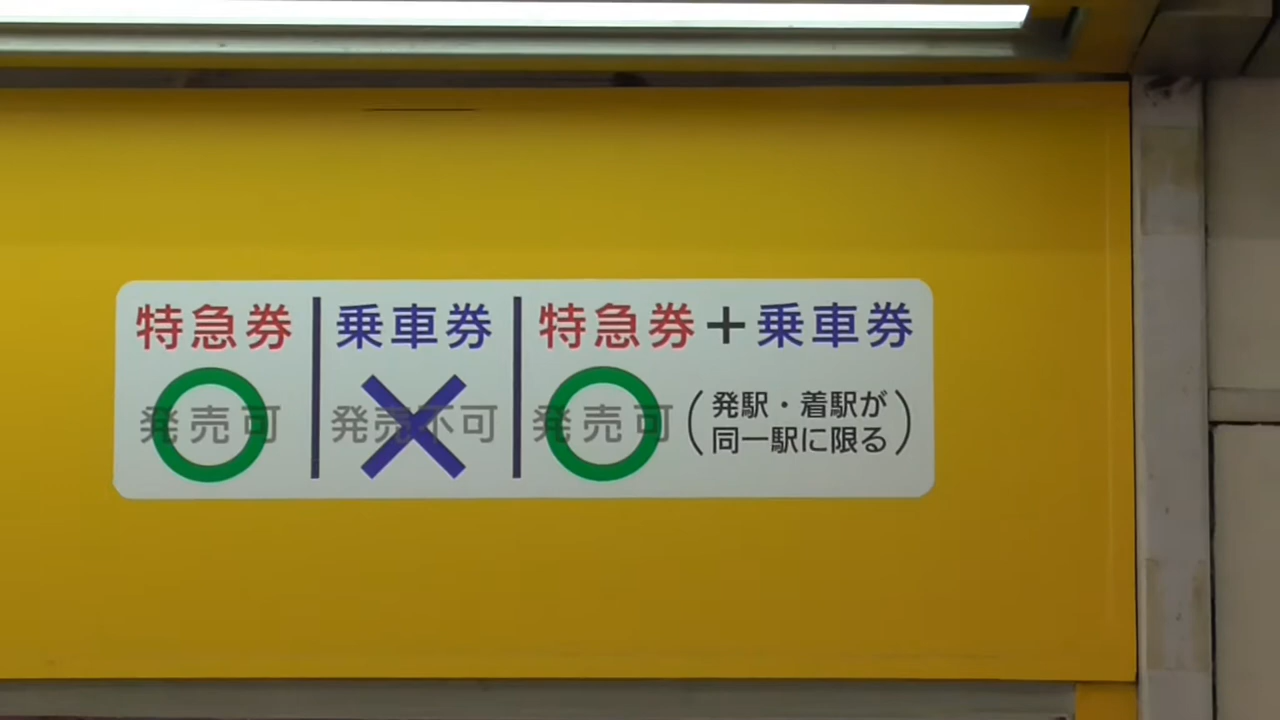 特急券
発売可
乗車券
発売不可
特急券＋乗車券
発売可
（発駅・着駅が
同一駅に限る）